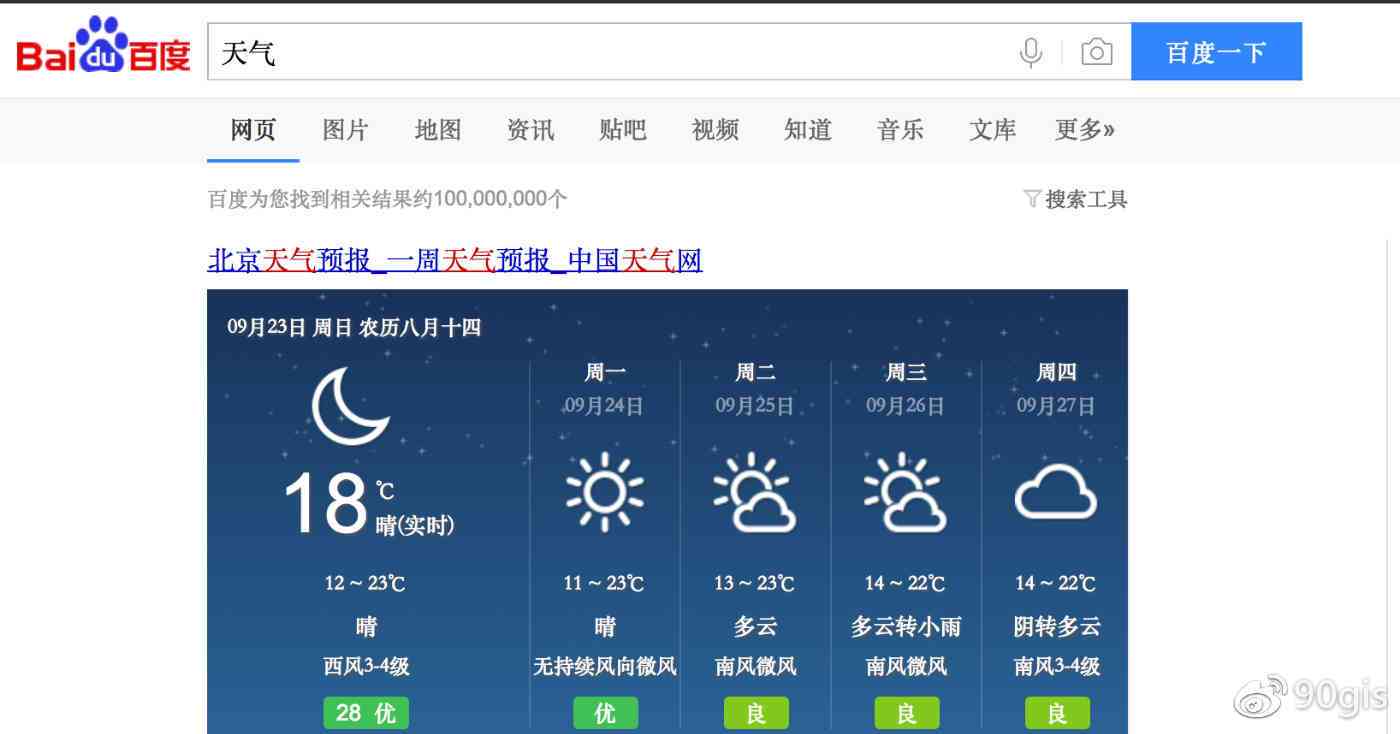 Bai du 百度
天气
百度一下
网页 图片 地图 资讯 贴吧 视频 知道 音乐 文库 更多»
百度为您找到相关结果约100,000,000个
搜索工具
北京天气预报_一周天气预报_中国天气网
09月23日 周日 农历八月十四
周一 周二 周三 周四
09月24日 09月25日 09月26日 09月27日
18℃
晴(实时)
12 ~ 23℃ 11 ~ 23℃ 13 ~ 23℃ 14 ~ 22℃ 14 ~ 22℃
晴 晴 多云 多云转小雨 阴转多云
西风3-4级 无持续风向微风 南风微风 南风微风 南风3-4级
28 优 优 良 良 良
90gis